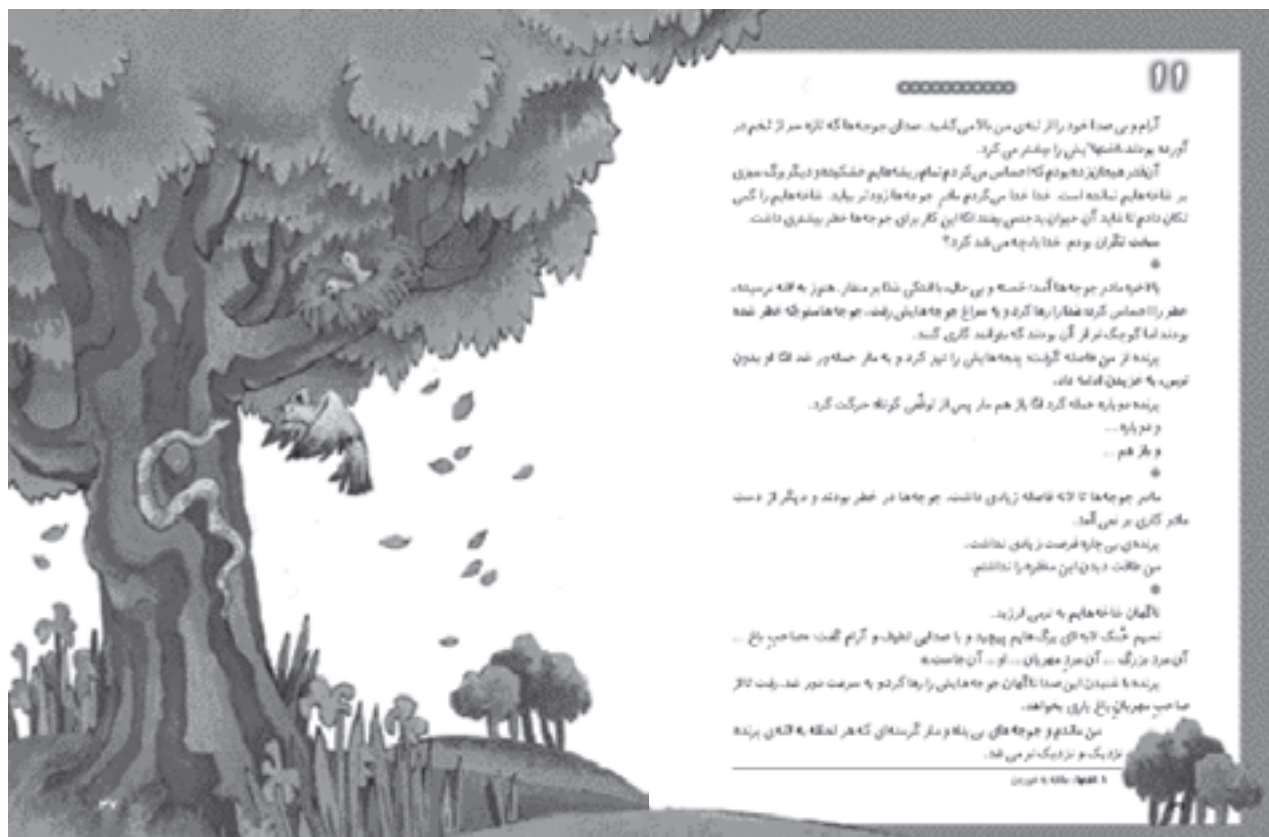 آرام و بی صدا خود را از تنه‌ی من بالا می‌کشید. صدای جوجه‌ها که تازه سر از تخم در
آورده بودند، اشتهایش را بیشتر می کرد.
آن‌قدر هیجان‌زده بودم که احساس می‌کردم تمام ریشه‌هایم خشکیده و دیگر برگ سبزی
بر شاخه‌هایم نمانده است. خدا خدا می‌کردم مادرِ جوجه‌ها زودتر بیاید. شاخه‌هایم را کمی
تکان دادم تا شاید آن حیوان بدجنس بیفتد امّا این کار برای جوجه‌ها خطر بیشتری داشت.
سخت نگران بودم. خدایا، چه می شد کرد؟
*
بالاخره مادر جوجه‌ها آمد؛ خسته و بی حال، با اندکی غذا بر منقار. هنوز به لانه نرسیده،
خطر را احساس کرد؛ غذا را رها کرد و به سراغ جوجه‌هایش رفت. جوجه‌ها متوجّه خطر شده
بودند اما کوچک‌تر از آن بودند که بتوانند کاری کنند.
پرنده از من فاصله گرفت؛ پنجه‌هایش را تیز کرد و به مار حمله‌ور شد امّا او بدون
ترس، به خزیدن ادامه داد.
پرنده دوباره حمله کرد امّا باز هم مار پس از توقّفی کوتاه حرکت کرد.
و دوباره ...
و باز هم ...
*
مادر جوجه‌ها تا لانه فاصله زیادی داشت. جوجه‌ها در خطر بودند و دیگر از دست
مادر کاری بر نمی‌آمد.
پرنده‌ی بی‌چاره فرصت زیادی نداشت.
من طاقت دیدن این منظره را نداشتم.
*
ناگهان شاخه‌هایم به نرمی لرزید.
نسیم خُنک لابه‌لای برگ‌هایم پیچید و با صدایی لطیف و آرام گفت: «صاحبِ باغ ...
آن مردِ بزرگ ... آن مردِ مهربان ... او ... آن جاست.»
پرنده با شنیدن این صدا ناگهان جوجه‌هایش را رها کرد و به سرعت دور شد. رفت تا از
صاحبِ مهربانِ باغ یاری بخواهد.
من ماندم و جوجه‌های بی‌پناه و مار گرسنه‌ای که هر لحظه به لانه‌ی پرنده
نزدیک و نزدیک‌تر می شد.
1. اشتها: علاقه به خوردن